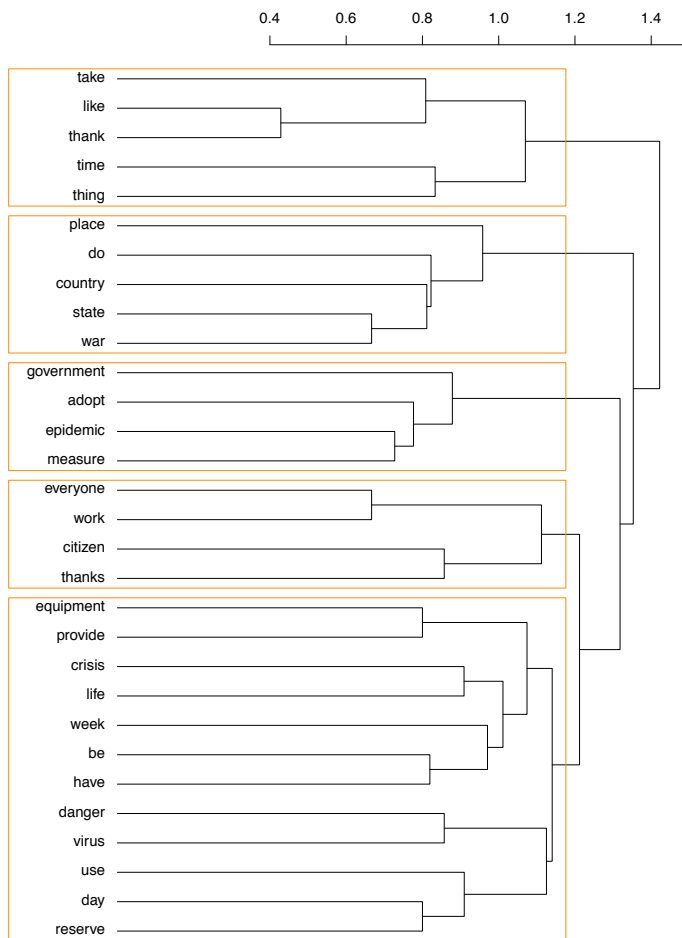 0.4 0.6 0.8 1.0 1.2 1.4
take
like
thank
time
thing
place
do
country
state
war
government
adopt
epidemic
measure
everyone
work
citizen
thanks
equipment
provide
crisis
life
week
be
have
danger
virus
use
day
reserve